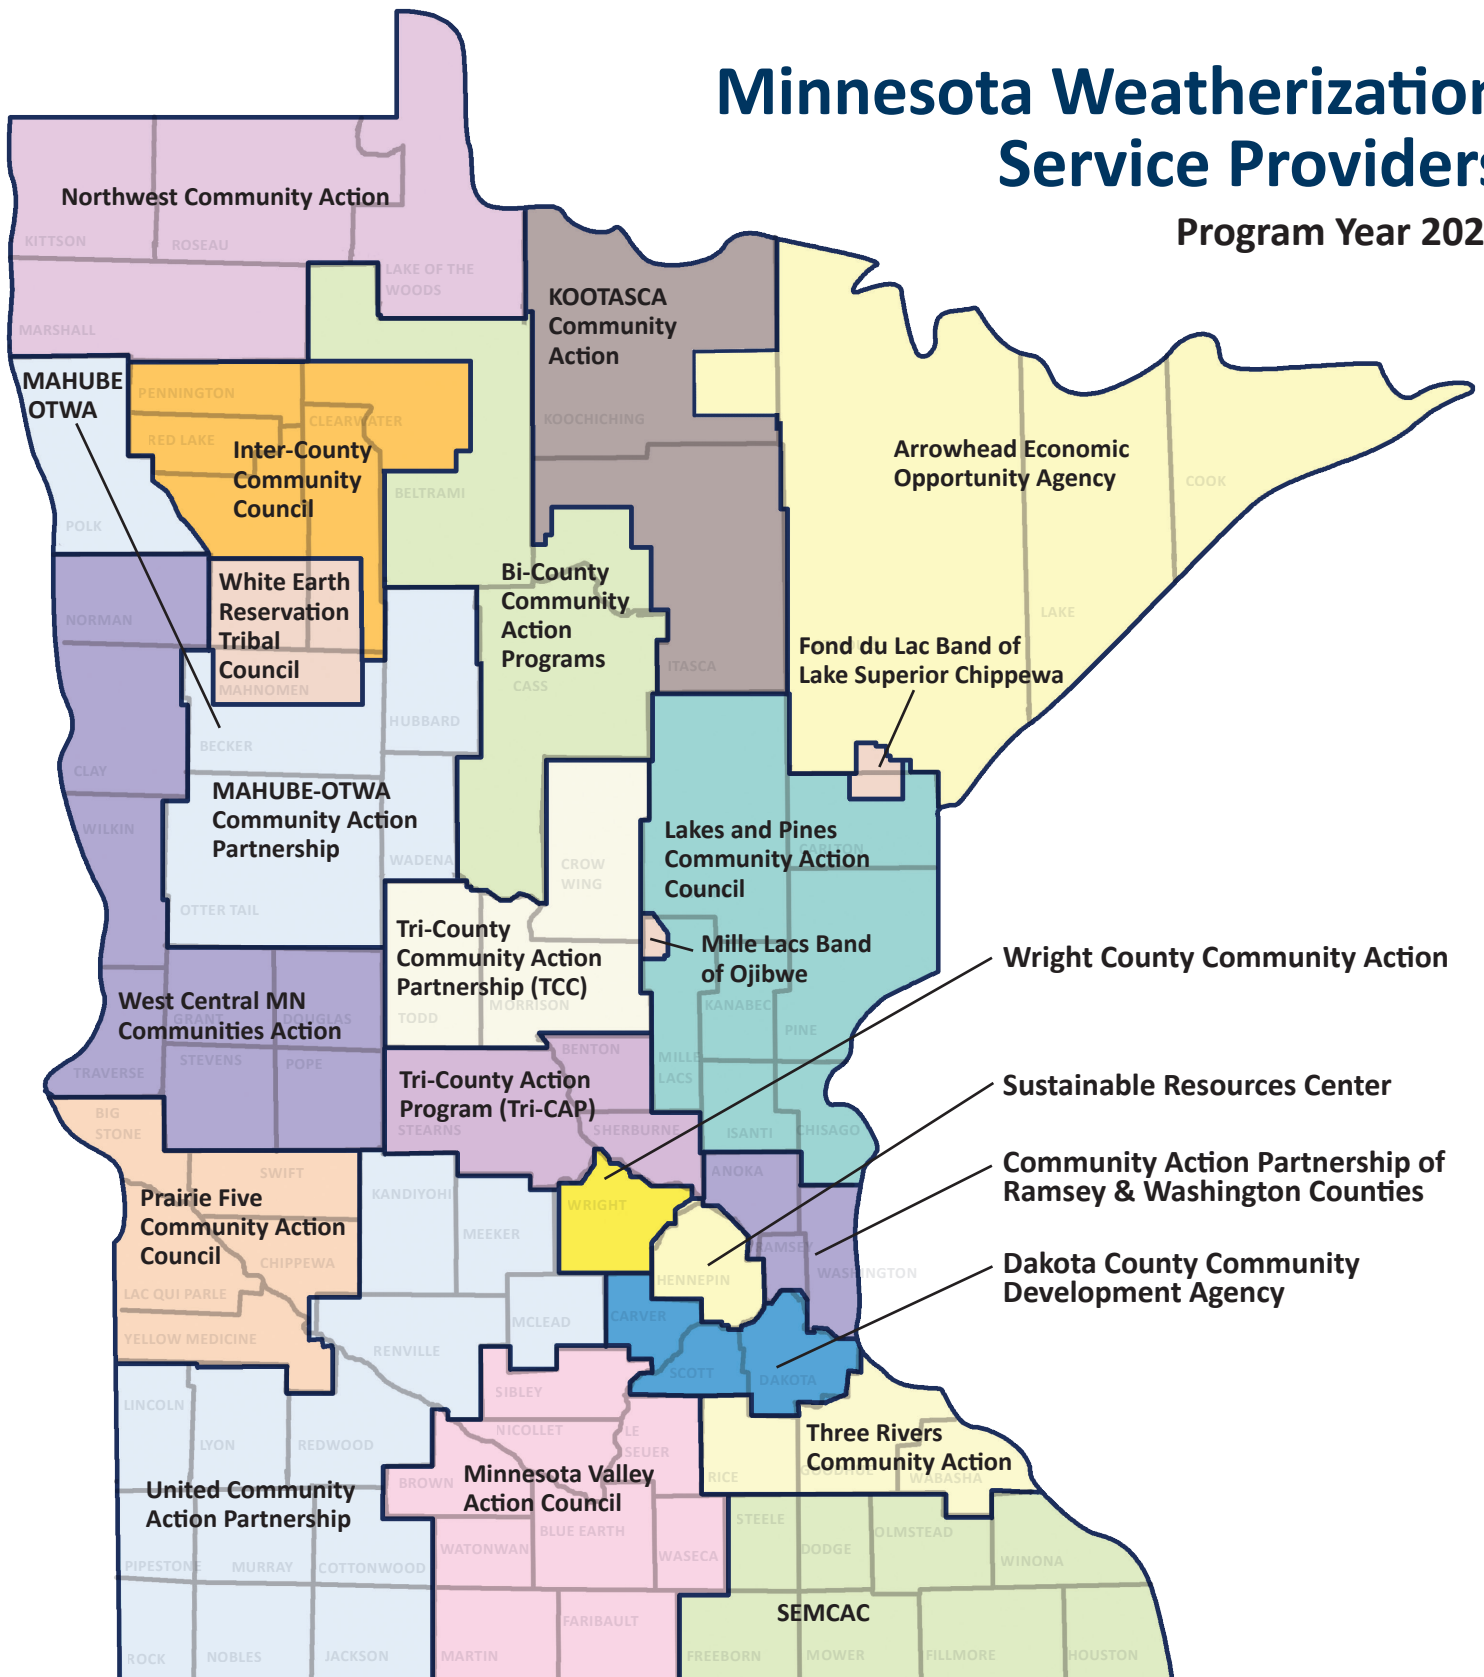 Minnesota Weatherization
Service Providers
Program Year 202
Northwest Community Action
KITTSON
ROSEAU
LAKE OF THE
WOODS
MARSHALL
KOOTASCA
Community
Action
KOOCHICHING
MAHUBE
OTWA
PENNINGTON
RED LAKE
CLEARWATER
Inter-County
Community
Council
BELTRAMI
POLK
Arrowhead Economic
Opportunity Agency
COOK
LAKE
White Earth
Reservation
Tribal
Council
MAHNOMEN
NORMAN
Bi-County
Community
Action
Programs
CASS
ITASCA
Fond du Lac Band of
Lake Superior Chippewa
HUBBARD
BECKER
CLAY
MAHUBE-OTWA
Community Action
Partnership
WILKIN
WADENA
OTTER TAIL
CROW
WING
Lakes and Pines
Community Action
Council
CARLTON
Tri-County
Community Action
Partnership (TCC)
TODD
MORRISON
Mille Lacs Band
of Ojibwe
KANABEC
PINE
MILLE
LACS
ISANTI
CHISAGO
West Central MN
Communities Action
GRANT
DOUGLAS
STEVENS
POPE
TRAVERSE
BENTON
Tri-County Action
Program (Tri-CAP)
STEARNS
SHERBURNE
Wright County Community Action
Sustainable Resources Center
Community Action Partnership of
Ramsey & Washington Counties
Dakota County Community
Development Agency
BIG
STONE
SWIFT
Prairie Five
Community Action
Council
CHIPPEWA
LAC QUI PARLE
YELLOW MEDICINE
KANDIYOHI
MEEKER
WRIGHT
ANOKA
RAMSEY
WASHINGTON
HENNEPIN
MCLEAD
CARVER
RENVILLE
SCOTT
DAKOTA
SIBLEY
NICOLLET
LE
SEUER
LINCOLN
LYON
REDWOOD
BROWN
Minnesota Valley
Action Council
RICE
GOODHUE
WABASHA
Three Rivers
Community Action
United Community
Action Partnership
PIPESTONE
MURRAY
COTTONWOOD
WATONWAN
BLUE EARTH
WASECA
STEELE
DODGE
OLMSTEAD
WINONA
SEMCAC
ROCK
NOBLES
JACKSON
MARTIN
FARIBAULT
FREEBORN
MOWER
FILLMORE
HOUSTON